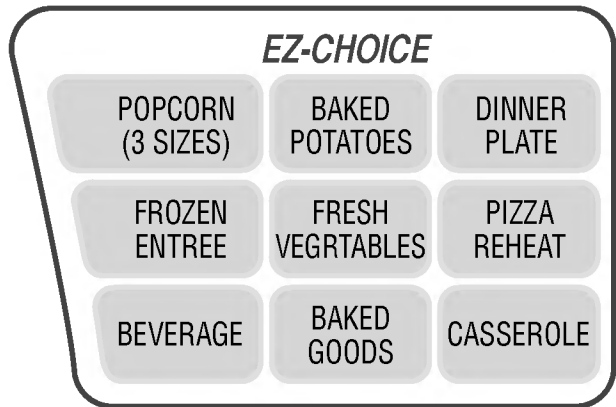 EZ-CHOICE
POPCORN
(3 SIZES)
BAKED
POTATOES
DINNER
PLATE
FROZEN
ENTREE
FRESH
VEGRTABLES
PIZZA
REHEAT
BEVERAGE
BAKED
GOODS
CASSEROLE